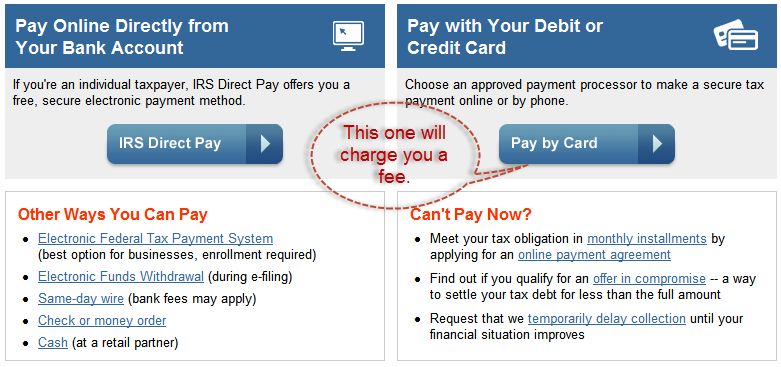 Pay Online Directly from
Your Bank Account
If you're an individual taxpayer, IRS Direct Pay offers you a
free, secure electronic payment method.
IRS Direct Pay
Pay with Your Debit or
Credit Card
Choose an approved payment processor to make a secure tax
payment online or by phone.
Pay by Card
This one will
charge you a
fee.
Other Ways You Can Pay
Electronic Federal Tax Payment System
(best option for businesses, enrollment required)
Electronic Funds Withdrawal (during e-filing)
Same-day wire (bank fees may apply)
Check or money order
Cash (at a retail partner)
Can't Pay Now?
Meet your tax obligation in monthly installments by
applying for an online payment agreement
Find out if you qualify for an offer in compromise -- a way
to settle your tax debt for less than the full amount
Request that we temporarily delay collection until your
financial situation improves